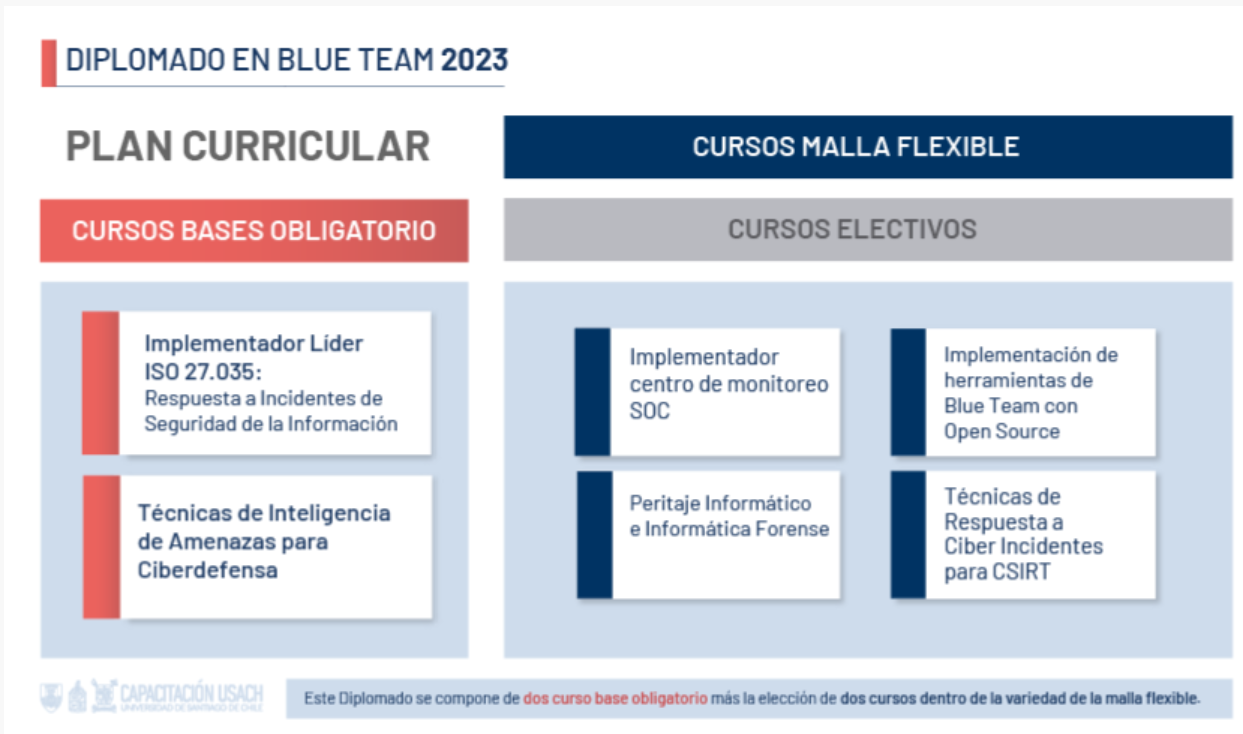 DIPLOMADO EN BLUE TEAM 2023
PLAN CURRICULAR
CURSOS BASES OBLIGATORIO
Implementador Líder
ISO 27.035:
Respuesta a Incidentes de
Seguridad de la Información
Técnicas de Inteligencia
de Amenazas para
Ciberdefensa
CURSOS MALLA FLEXIBLE
CURSOS ELECTIVOS
Implementador
centro de monitoreo
SOC
Implementación de
herramientas de
Blue Team con
Open Source
Peritaje Informático
e Informática Forense
Técnicas de
Respuesta a
Ciber Incidentes
para CSIRT
CAPACITACIÓN USACH
UNIVERSIDAD DE SANTIAGO DE CHILE
Este Diplomado se compone de dos curso base obligatorio más la elección de dos cursos dentro de la variedad de la malla flexible.